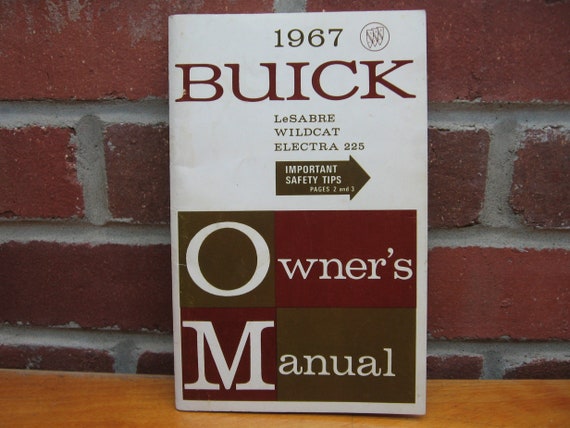 1967
BUICK
LeSABRE
WILDCAT
ELECTRA 225
IMPORTANT
SAFETY TIPS
PAGES 2 and 3
Owner's
Manual